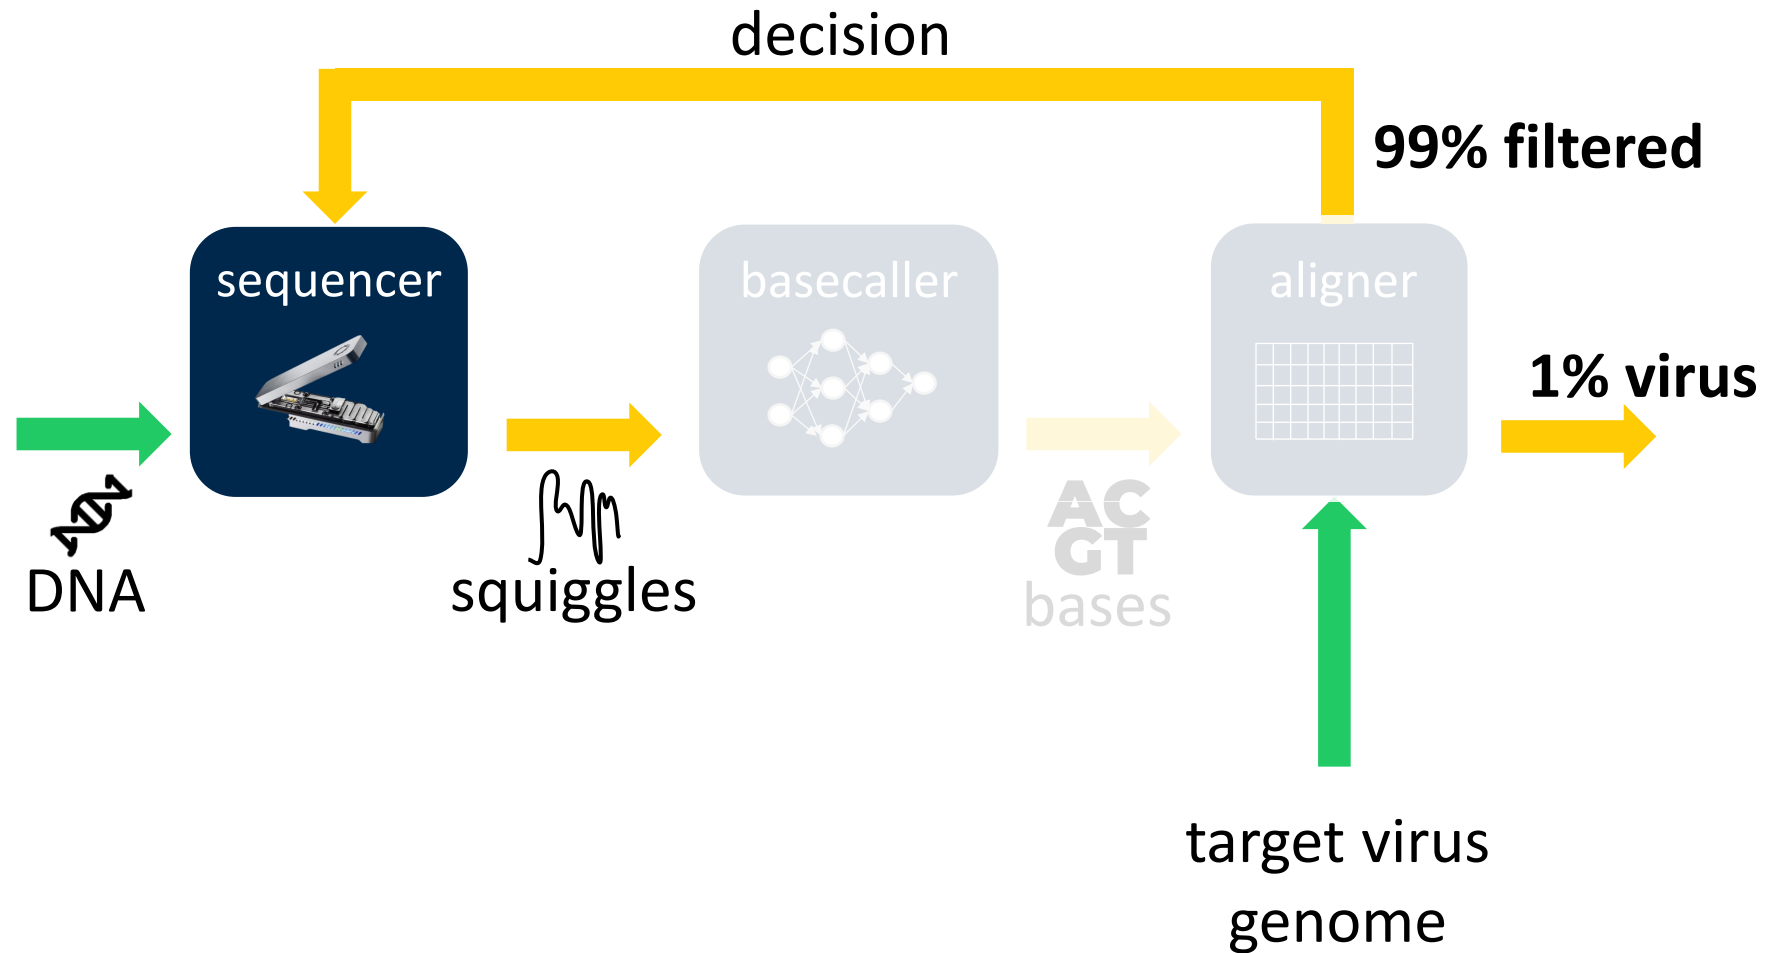 decision
99% filtered
sequencer
basecaller
aligner
1% virus
AC
GT
DNA
squiggles
bases
target virus
genome